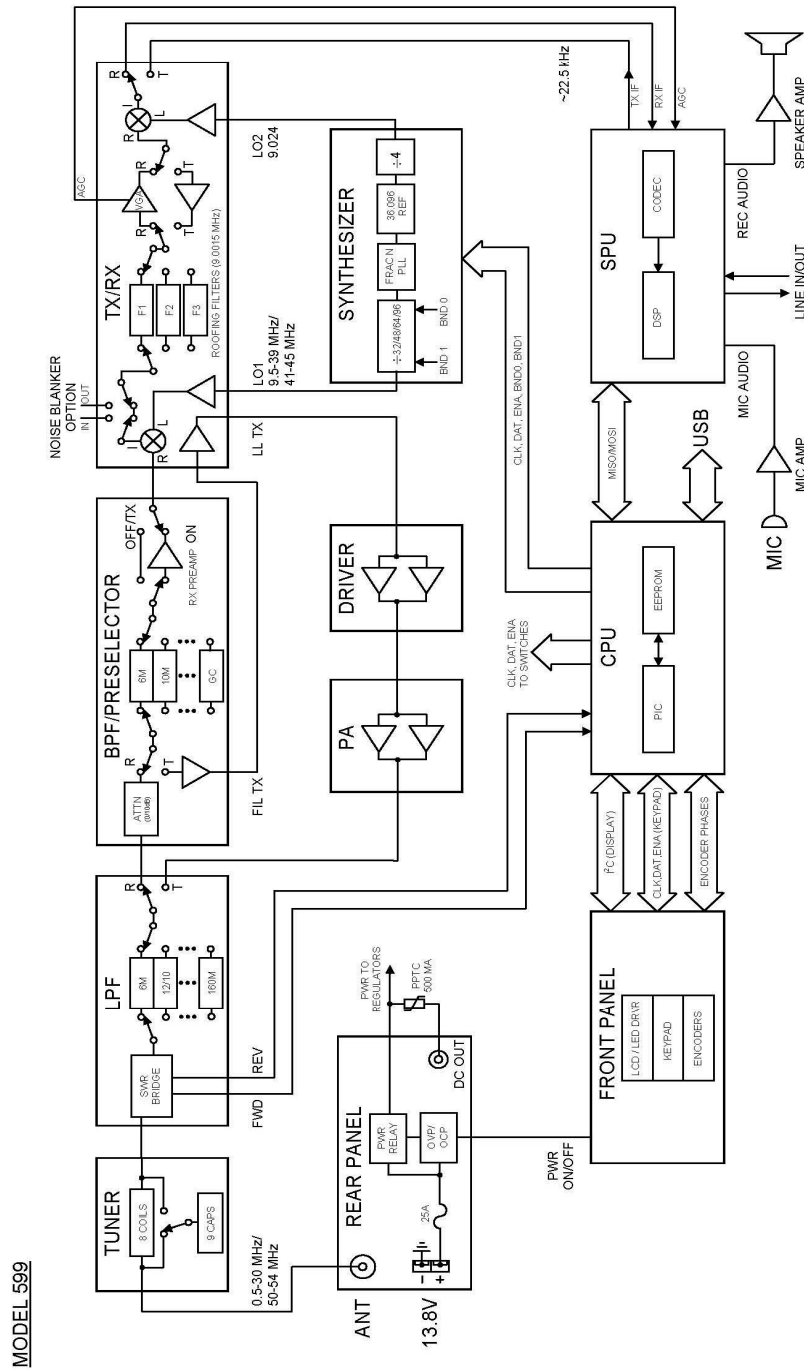 MODEL 599
TUNER
8 COILS
9 CAPS
0.5-30 MHz/
50-54 MHz
LPF
SWR
BRIDGE
6M
12/10
160M
R
T
FWD
REV
BPF/PRESELECTOR
ATTN
(0/10dB)
R
T
6M
10M
GC
OFF/TX
ON
RX PREAMP
FIL TX
NOISE BLANKER
OPTION
IN
OUT
TX/RX
R
I
L
F1
F2
F3
ROOFING FILTERS (9.0015 MHz)
R
VGA
R
T
T
AGC
R
I
L
R
T
LL TX
LO1
9.5-39 MHz/
41-45 MHz
LO2
9.024
PA
DRIVER
SYNTHESIZER
÷32/48/64/96
FRAC N
PLL
36.096
REF
÷4
BND 1
BND 0
~22.5 kHz
TX IF
RX IF
AGC
REAR PANEL
ANT
13.8V
-
+
25A
PWR
RELAY
OVP/
OCP
DC OUT
PWR TO
REGULATORS
PPTC
500 MA
PWR
ON/OFF
CLK, DAT, ENA
TO SWITCHES
CLK, DAT, ENA, BND0, BND1
FRONT PANEL
LCD / LED DRVR
KEYPAD
ENCODERS
I²C (DISPLAY)
CLK,DAT,ENA (KEYPAD)
ENCODER PHASES
CPU
PIC
EEPROM
MISO/MOSI
USB
SPU
DSP
CODEC
MIC
MIC AMP
MIC AUDIO
LINE IN/OUT
REC AUDIO
SPEAKER AMP